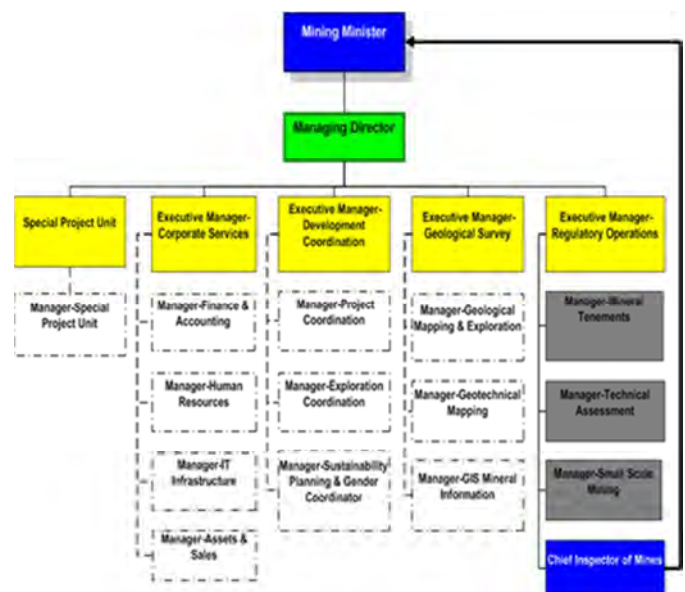 Mining Minister
Managing Director
Special Project Unit
Executive Manager-
Corporate Services
Executive Manager-
Development
Coordination
Executive Manager-
Geological Survey
Executive Manager-
Regulatory Operations
Manager-Special
Project Unit
Manager-Finance &
Accounting
Manager-Project
Coordination
Manager-Geological
Mapping & Exploration
Manager-Mineral
Tenements
Manager-Human
Resources
Manager-Exploration
Coordination
Manager-Geotechnical
Mapping
Manager-Technical
Assessment
Manager-IT
Infrastructure
Manager-Sustainability
Planning & Gender
Coordinator
Manager-GIS Mineral
Information
Manager-Small Scale
Mining
Manager-Assets &
Sales
Chief Inspector of Mines